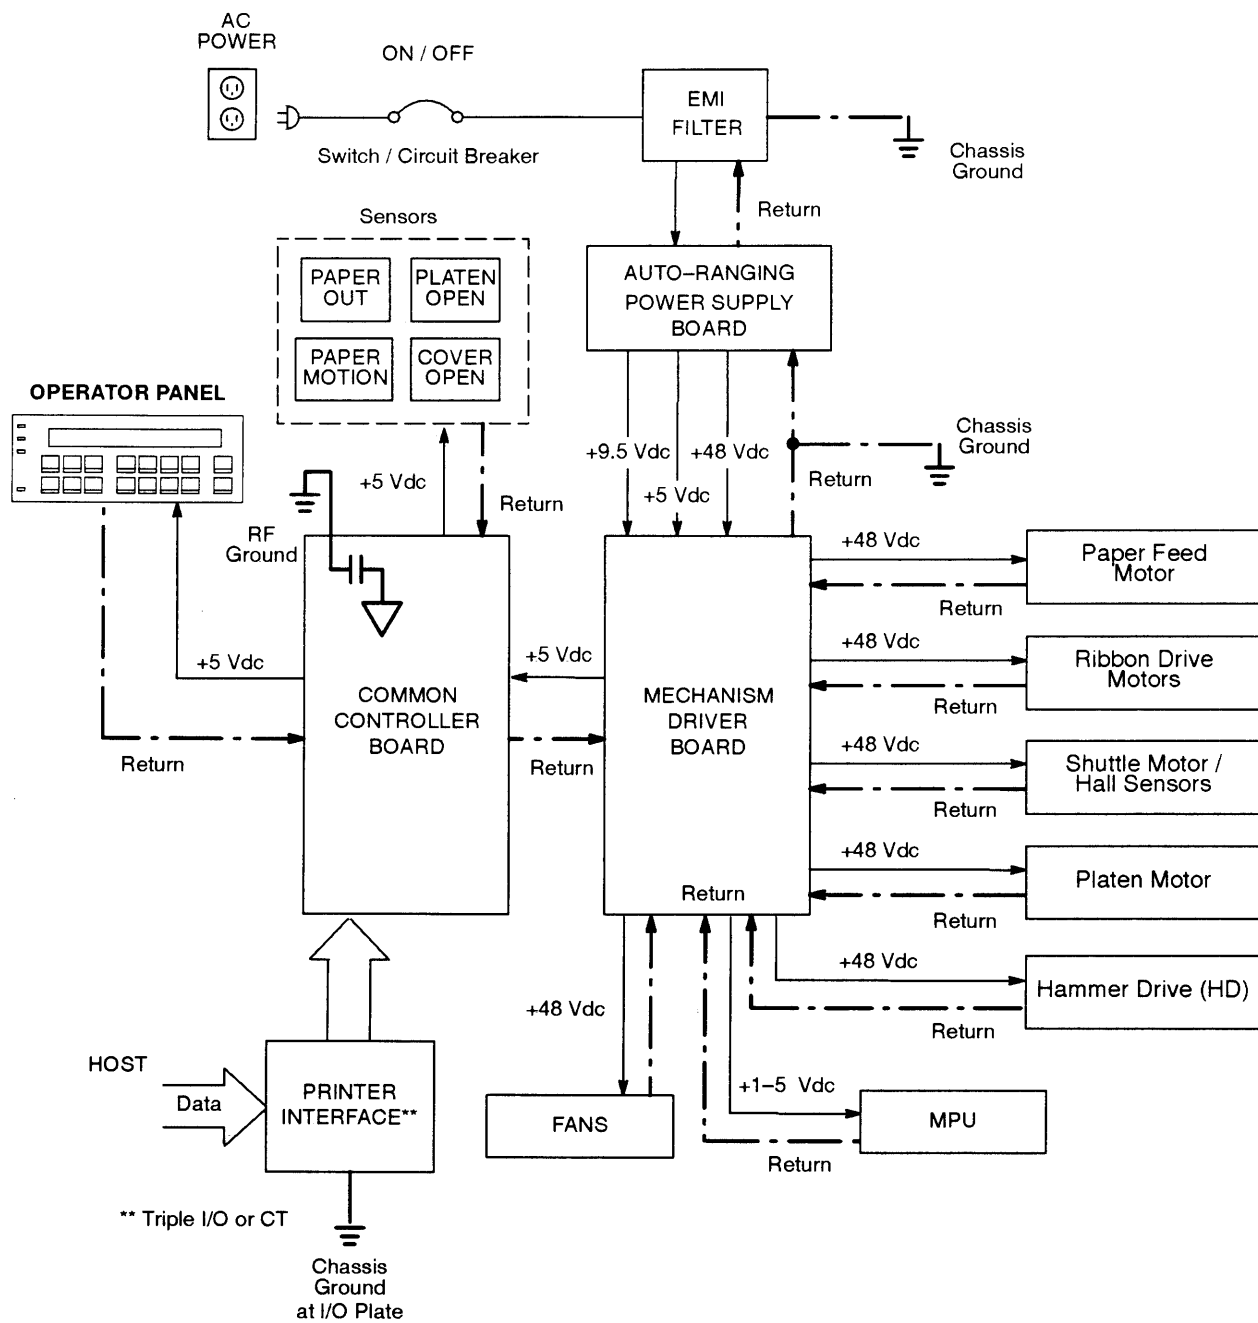 AC
POWER
ON / OFF
Switch / Circuit Breaker
EMI
FILTER
Chassis
Ground
Return
Sensors
PAPER
OUT
PLATEN
OPEN
PAPER
MOTION
COVER
OPEN
AUTO–RANGING
POWER SUPPLY
BOARD
OPERATOR PANEL
+5 Vdc
Return
RF
Ground
+9.5 Vdc
+5 Vdc
+48 Vdc
Return
Chassis
Ground
+5 Vdc
Return
COMMON
CONTROLLER
BOARD
+5 Vdc
Return
MECHANISM
DRIVER
BOARD
Return
+48 Vdc
Return
Paper Feed
Motor
+48 Vdc
Return
Ribbon Drive
Motors
+48 Vdc
Return
Shuttle Motor /
Hall Sensors
+48 Vdc
Return
Platen Motor
+48 Vdc
Return
Hammer Drive (HD)
+48 Vdc
FANS
+1–5 Vdc
Return
MPU
HOST
Data
PRINTER
INTERFACE**
** Triple I/O or CT
Chassis
Ground
at I/O Plate